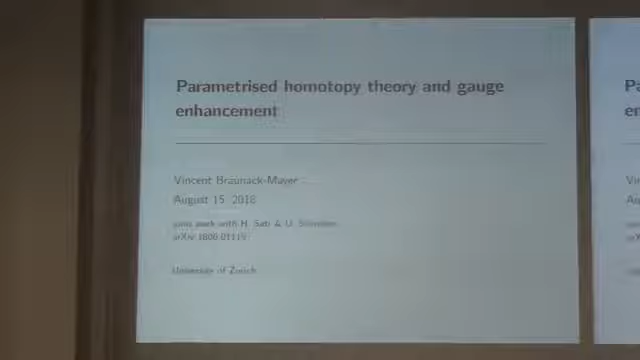 Parametrised homotopy theory and gauge
enhancement
Vincent Braunack-Mayer
August 15, 2018
joint work with H. Sati & U. Schreiber
University of Zurich